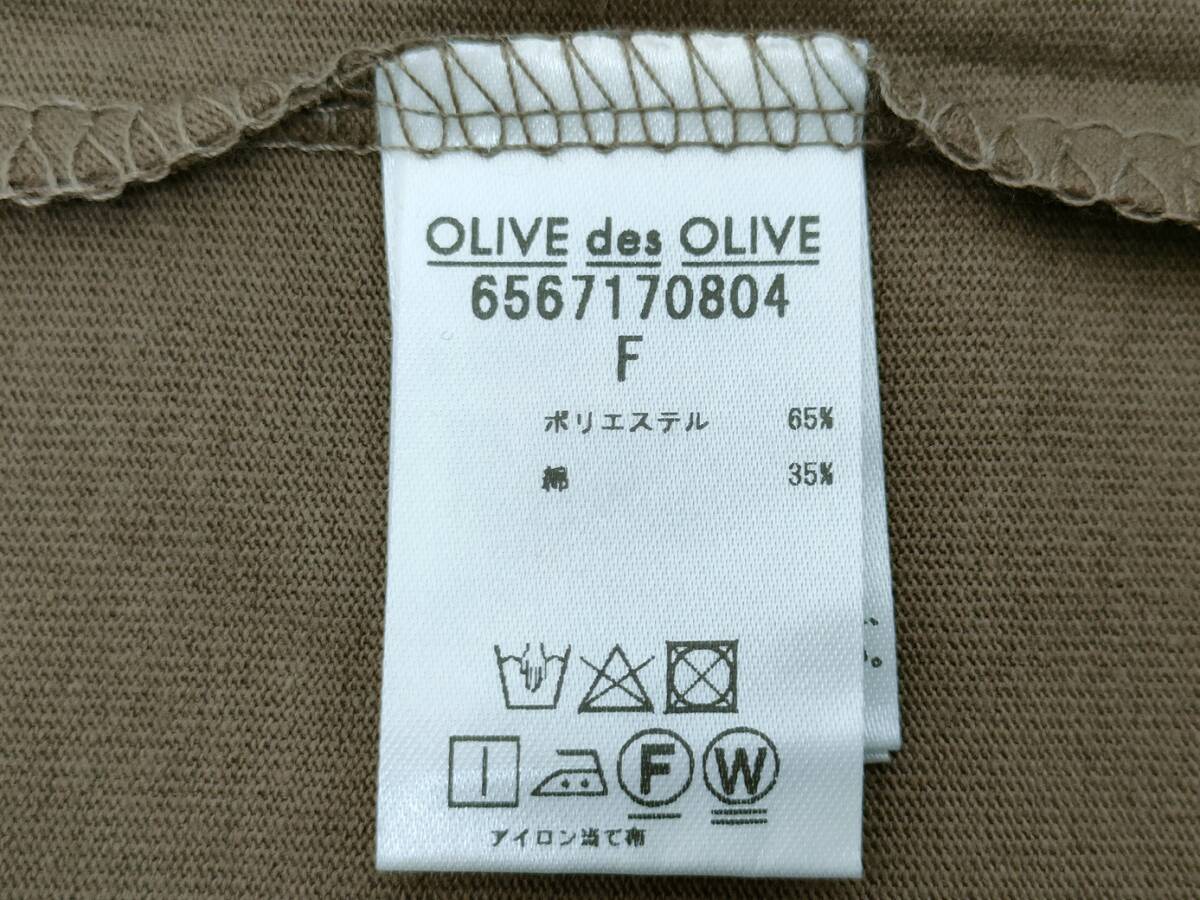 OLIVE des OLIVE
6567170804
F
ポリエステル 65%
綿 35%
F W
アイロン当て布